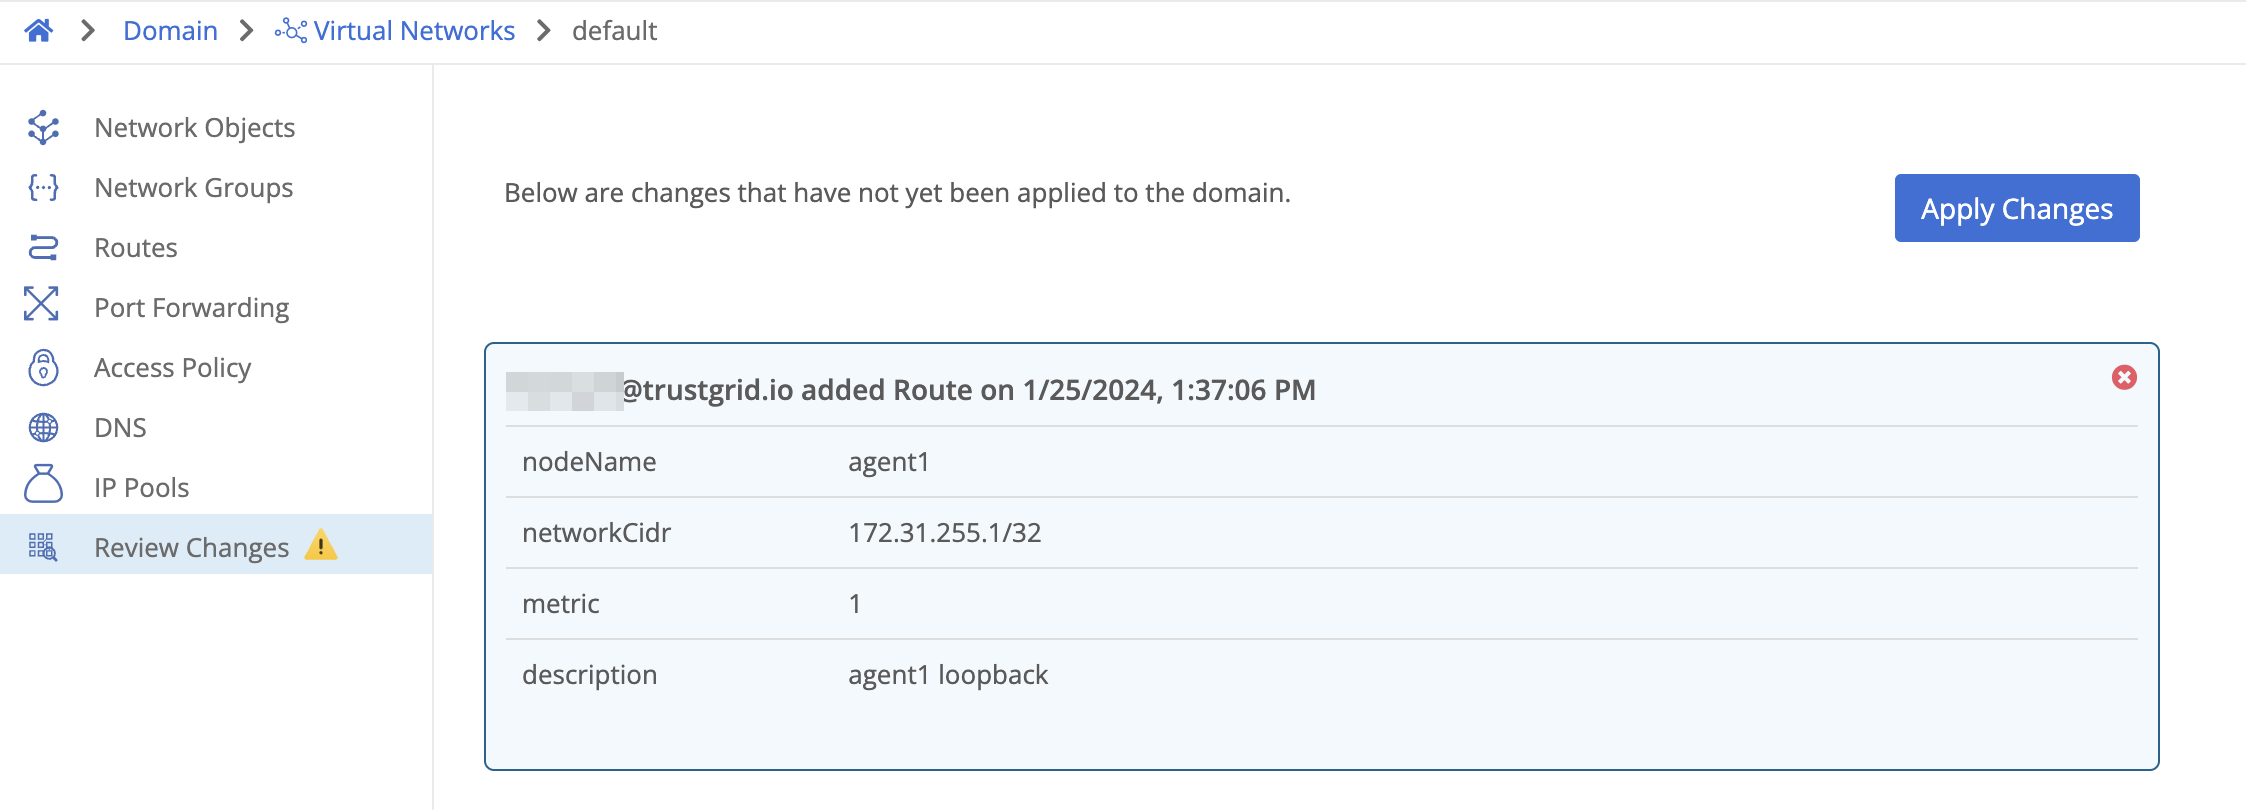 Domain Virtual Networks default
Network Objects
Network Groups
Routes
Port Forwarding
Access Policy
DNS
IP Pools
Review Changes
Below are changes that have not yet been applied to the domain.
Apply Changes
@trustgrid.io added Route on 1/25/2024, 1:37:06 PM
nodeName agent1
networkCidr 172.31.255.1/32
metric 1
description agent1 loopback